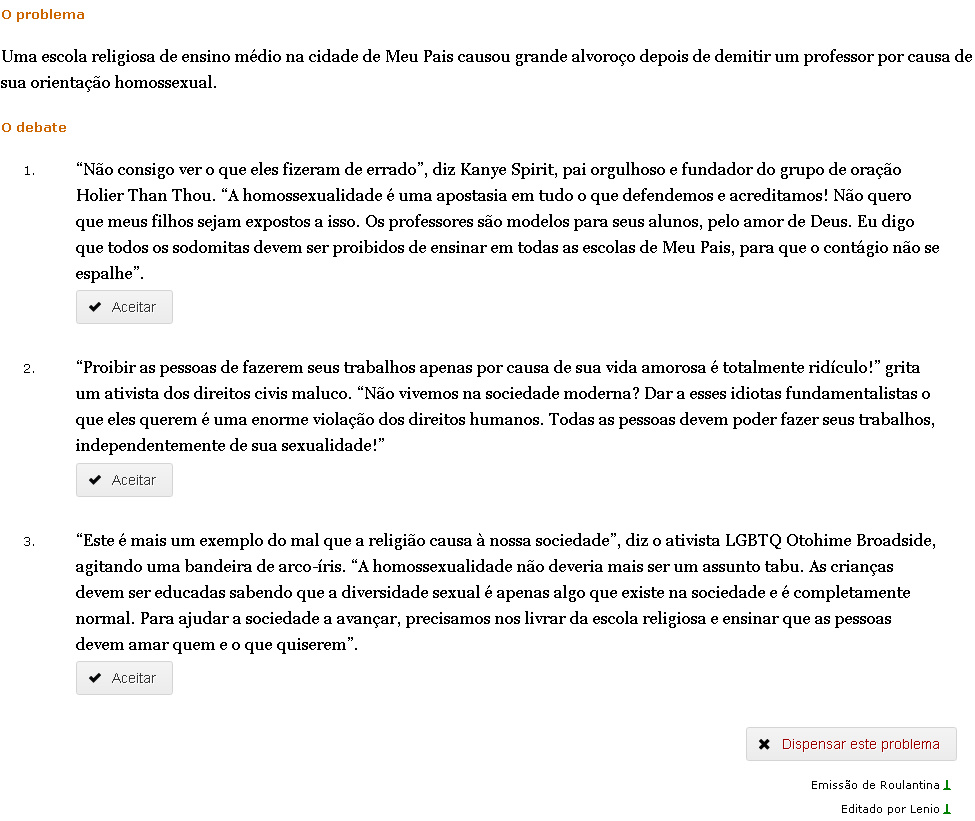 O problema
Uma escola religiosa de ensino médio na cidade de Meu Pais causou grande alvoroço depois de demitir um professor por causa de
sua orientação homossexual.
O debate
1. “Não consigo ver o que eles fizeram de errado”, diz Kanye Spirit, pai orgulhoso e fundador do grupo de oração
Holier Than Thou. “A homossexualidade é uma apostasia em tudo o que defendemos e acreditamos! Não quero
que meus filhos sejam expostos a isso. Os professores são modelos para seus alunos, pelo amor de Deus. Eu digo
que todos os sodomitas devem ser proibidos de ensinar em todas as escolas de Meu Pais, para que o contágio não se
espalhe”.
Aceitar
2. “Proibir as pessoas de fazerem seus trabalhos apenas por causa de sua vida amorosa é totalmente ridículo!” grita
um ativista dos direitos civis maluco. “Não vivemos na sociedade moderna? Dar a esses idiotas fundamentalistas o
que eles querem é uma enorme violação dos direitos humanos. Todas as pessoas devem poder fazer seus trabalhos,
independentemente de sua sexualidade!”
Aceitar
3. “Este é mais um exemplo do mal que a religião causa à nossa sociedade”, diz o ativista LGBTQ Otohime Broadside,
agitando uma bandeira de arco-íris. “A homossexualidade não deveria mais ser um assunto tabu. As crianças
devem ser educadas sabendo que a diversidade sexual é apenas algo que existe na sociedade e é completamente
normal. Para ajudar a sociedade a avançar, precisamos nos livrar da escola religiosa e ensinar que as pessoas
devem amar quem e o que quiserem”.
Aceitar
Dispensar este problema
Emissão de Roulantina
Editado por Lenio